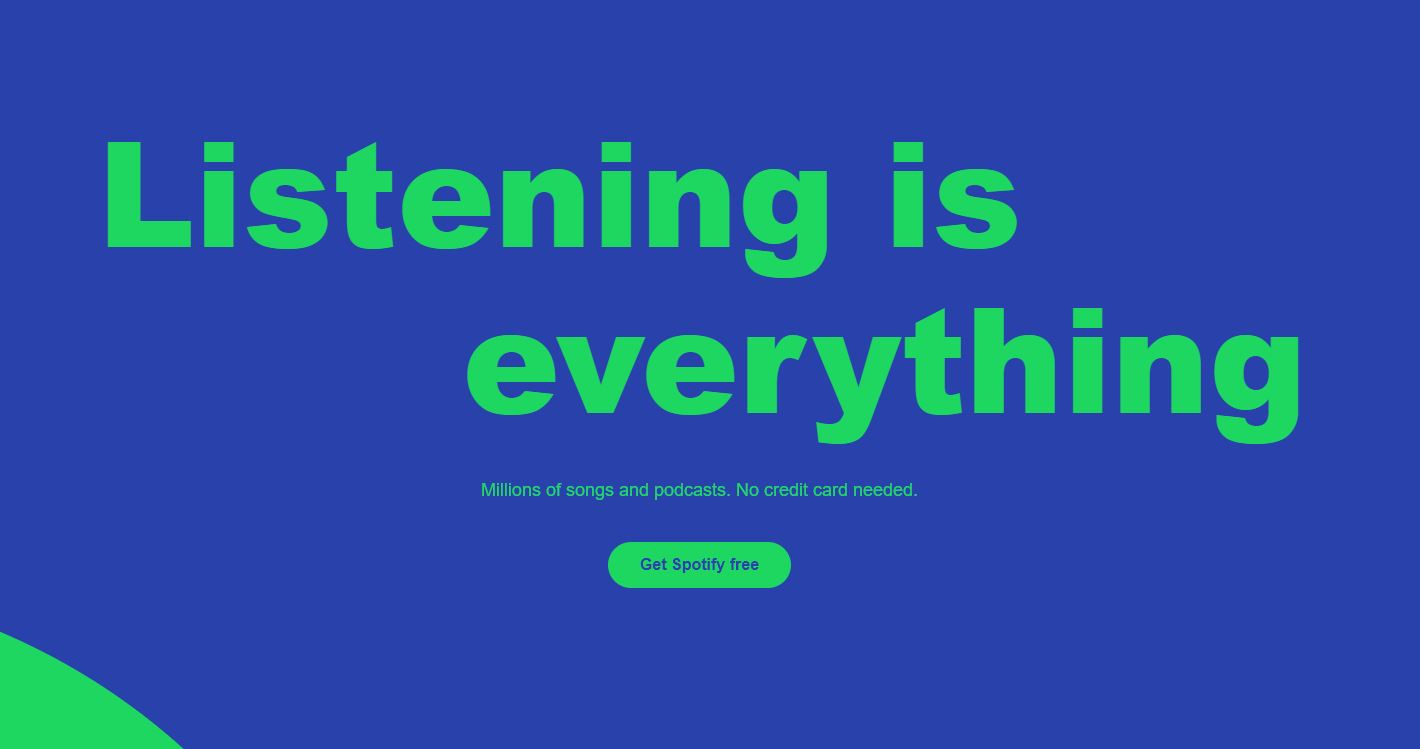 Listening is
everything
Millions of songs and podcasts. No credit card needed.
Get Spotify free